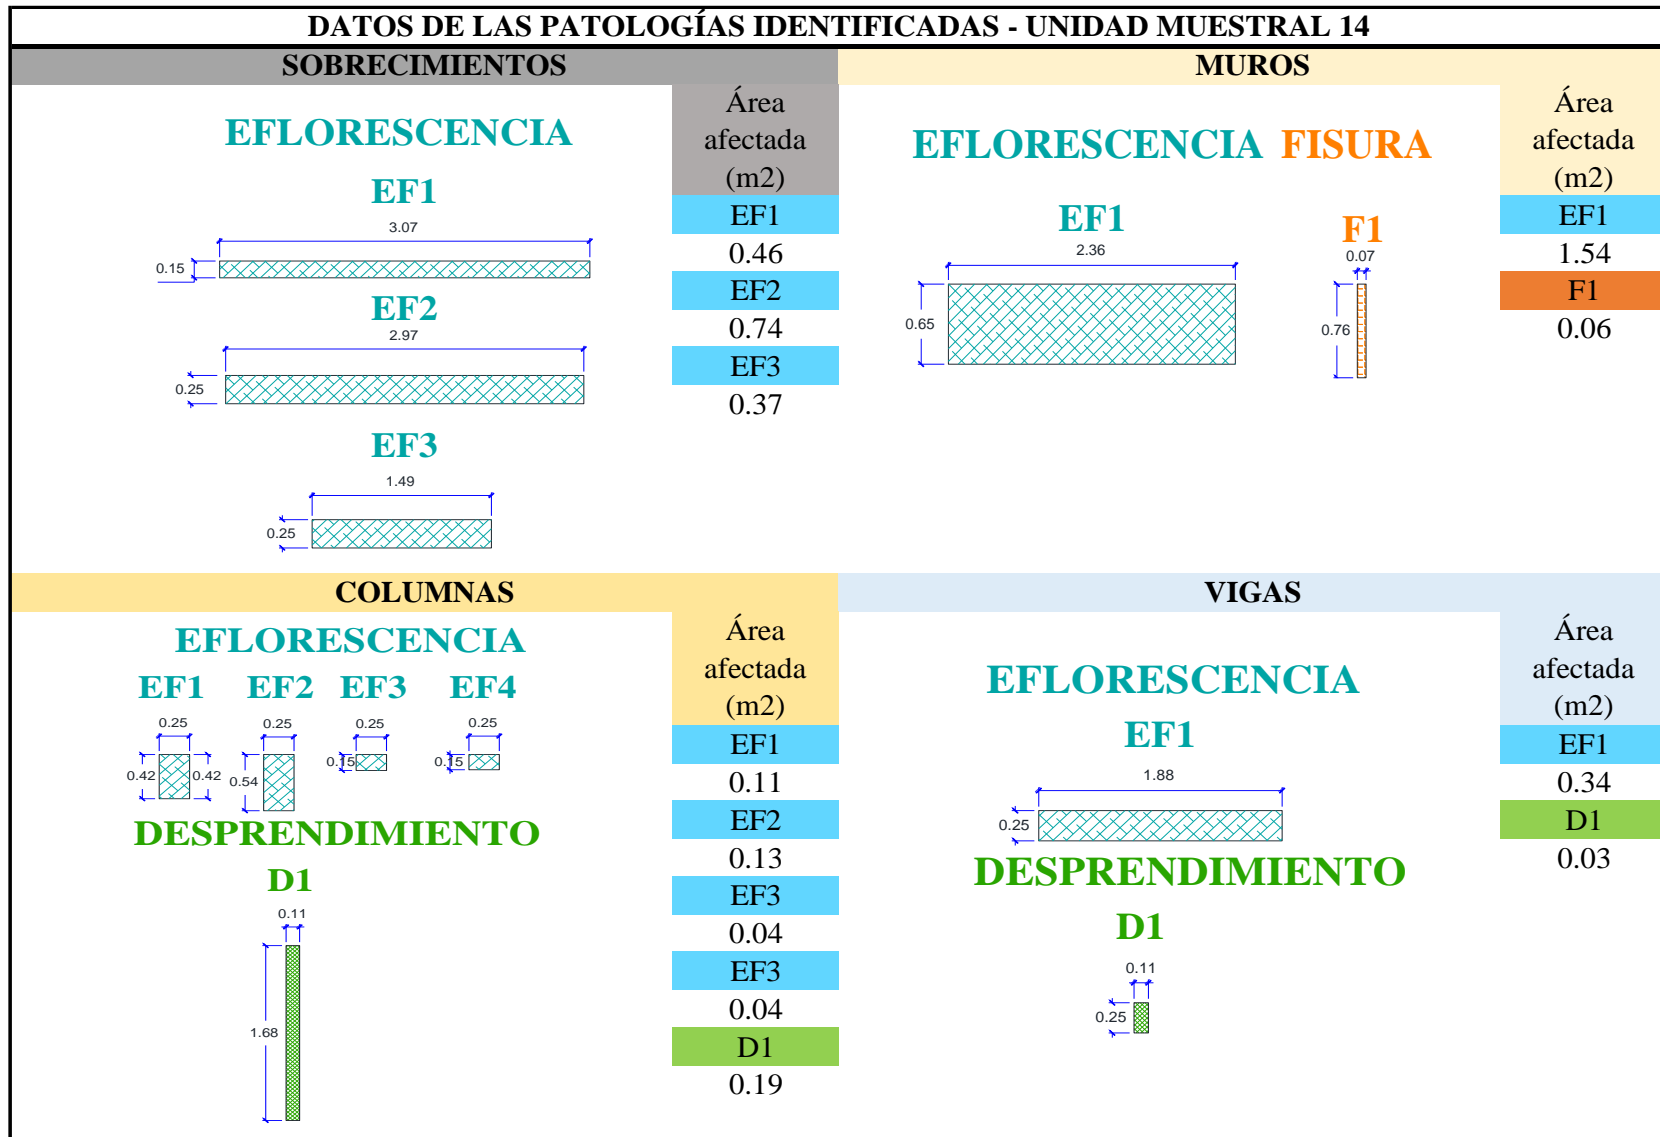 DATOS DE LAS PATOLOGÍAS IDENTIFICADAS - UNIDAD MUESTRAL 14
SOBRECIMIENTOS
EFLORESCENCIA
EF1
3.07
0.15
EF2
2.97
0.25
EF3
1.49
0.25
Área
afectada
(m2)
EF1
0.46
EF2
0.74
EF3
0.37
MUROS
EFLORESCENCIA FISURA
EF1
2.36
0.65
F1
0.07
0.76
Área
afectada
(m2)
EF1
1.54
F1
0.06
COLUMNAS
EFLORESCENCIA
EF1 EF2 EF3 EF4
0.25 0.25 0.25 0.25
0.42 0.42 0.54 0.15 0.15
DESPRENDIMIENTO
D1
0.11
1.68
Área
afectada
(m2)
EF1
0.11
EF2
0.13
EF3
0.04
EF3
0.04
D1
0.19
VIGAS
EFLORESCENCIA
EF1
1.88
0.25
DESPRENDIMIENTO
D1
0.11
0.25
Área
afectada
(m2)
EF1
0.34
D1
0.03